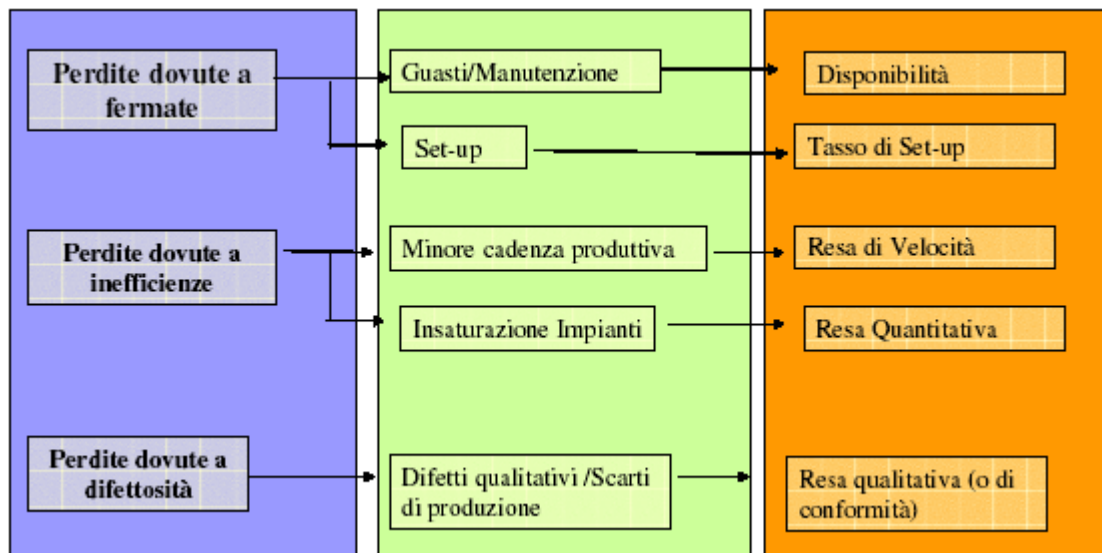 Perdite dovute a
fermate
Guasti/Manutenzione
Disponibilità
Set-up
Tasso di Set-up
Perdite dovute a
inefficienze
Minore cadenza produttiva
Resa di Velocità
Insaturazione Impianti
Resa Quantitativa
Perdite dovute a
difettosità
Difetti qualitativi /Scarti
di produzione
Resa qualitativa (o di
conformità)